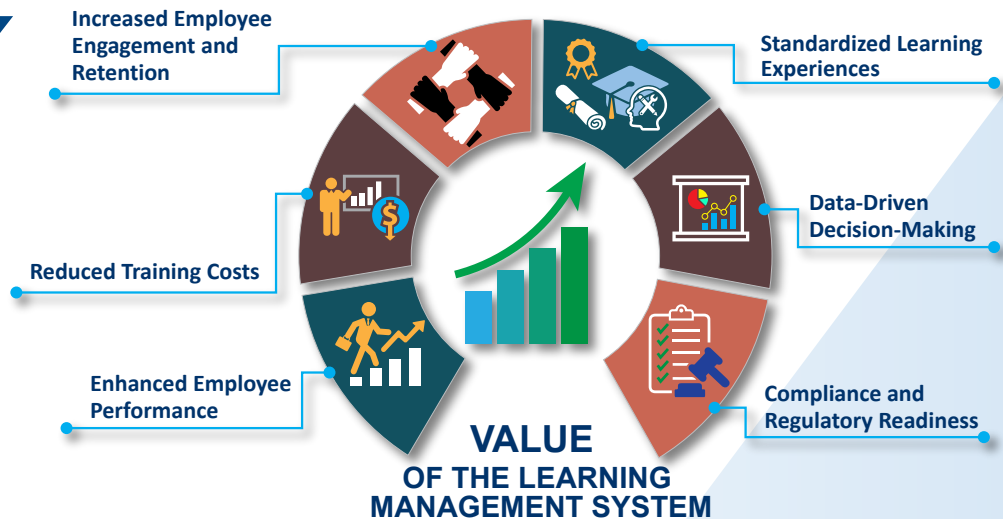 Increased Employee
Engagement and
Retention
Standardized Learning
Experiences
Data-Driven
Decision-Making
Reduced Training Costs
$
Enhanced Employee
Performance
Compliance and
Regulatory Readiness
VALUE
OF THE LEARNING
MANAGEMENT SYSTEM